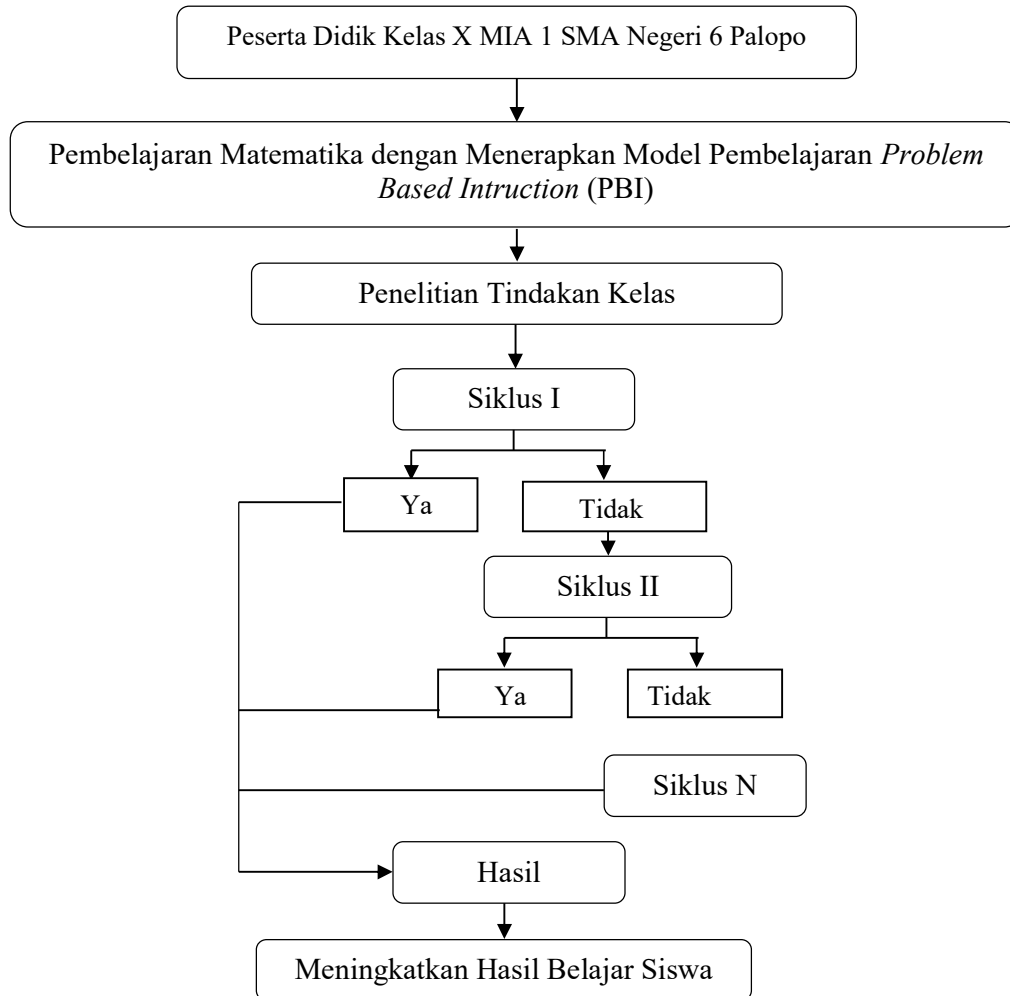 Peserta Didik Kelas X MIA 1 SMA Negeri 6 Palopo
Pembelajaran Matematika dengan Menerapkan Model Pembelajaran Problem
Based Intruction (PBI)
Penelitian Tindakan Kelas
Siklus I
Ya
Tidak
Siklus II
Ya
Tidak
Siklus N
Hasil
Meningkatkan Hasil Belajar Siswa